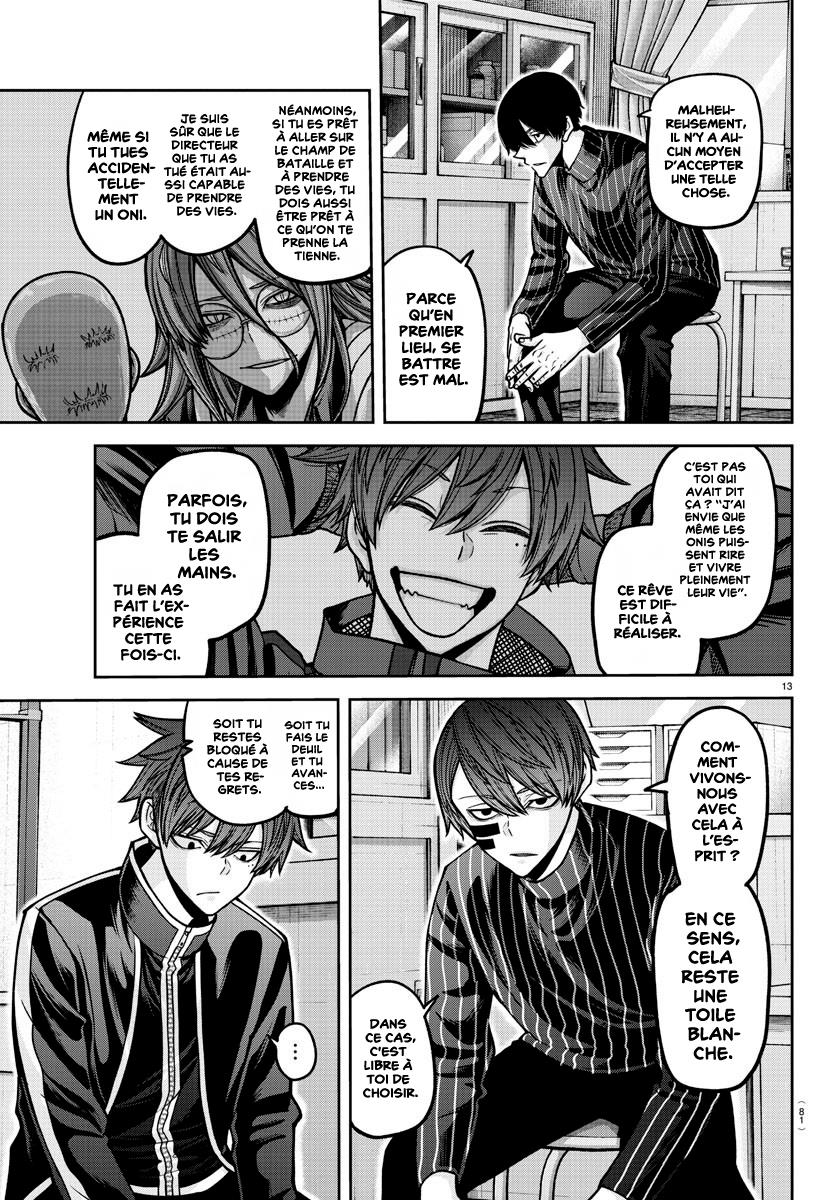 MALHEU-
REUSEMENT,
IL N'Y A AU-
CUN MOYEN
D'ACCEPTER
UNE TELLE
CHOSE.
PARCE
QU'EN
PREMIER
LIEU, SE
BATTRE
EST MAL.
NÉANMOINS,
SI TU ES PRÊT
À ALLER SUR
LE CHAMP DE
BATAILLE ET
À PRENDRE
DES VIES, TU
DOIS AUSSI
ÊTRE PRÊT À
CE QU'ON TE
PRENNE LA
TIENNE.
JE SUIS
SÛR QUE LE
DIRECTEUR
QUE TU AS
TUÉ ÉTAIT AU-
SSI CAPABLE
DE PRENDRE
DES VIES.
MÊME SI
TU TUES
ACCIDEN-
TELLE-
MENT
UN ONI.
C'EST PAS
TOI QUI
AVAIT DIT
ÇA ? "J'AI
ENVIE QUE
MÊME LES
ONIS PUIS-
SENT RIRE
ET VIVRE
PLEINEMENT
LEUR VIE".
CE RÊVE
EST DIF-
FICILE À
RÉALISER.
PARFOIS,
TU DOIS
TE SALIR
LES
MAINS.
TU EN AS
FAIT L'EX-
PÉRIENCE
CETTE
FOIS-CI.
13
COM-
MENT
VIVONS-
NOUS
AVEC
CELA À
L'ES-
PRIT ?
EN CE
SENS,
CELA
RESTE
UNE
TOILE
BLAN-
CHE.
DANS
CE CAS,
C'EST
LIBRE À
TOI DE
CHOISIR.
SOIT TU
FAIS LE
DEUIL
ET TU
AVAN-
CES...
SOIT TU
RESTES
BLOQUÉ À
CAUSE DE
TES RE-
GRETS.
...
(81)